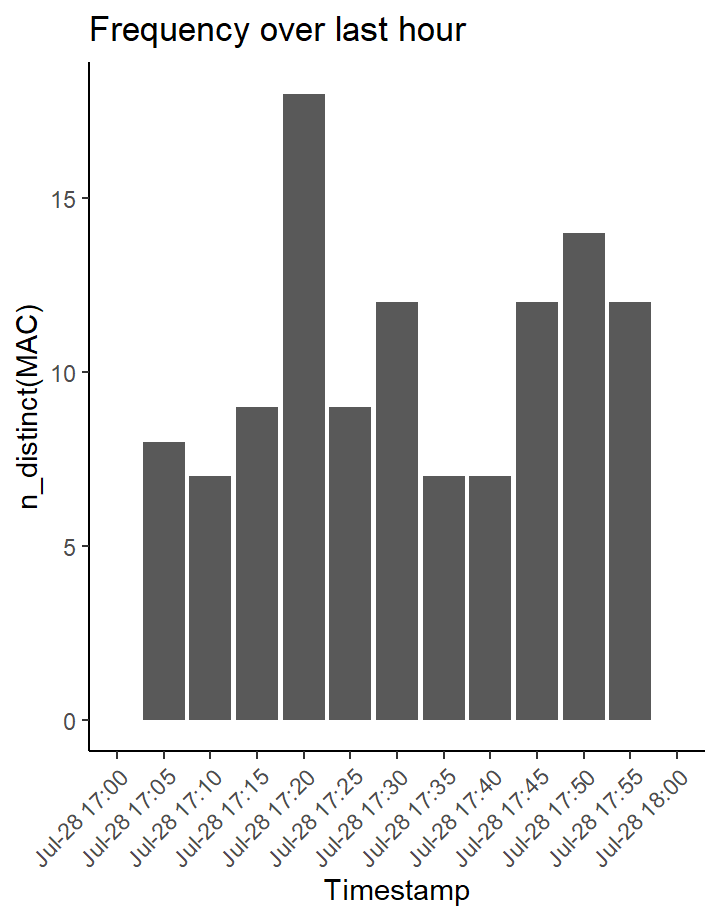 Frequency over last hour
n_distinct(MAC)
15
10
5
0
Jul-28 17:00
Jul-28 17:05
Jul-28 17:10
Jul-28 17:15
Jul-28 17:20
Jul-28 17:25
Jul-28 17:30
Jul-28 17:35
Jul-28 17:40
Jul-28 17:45
Jul-28 17:50
Jul-28 17:55
Jul-28 18:00
Timestamp